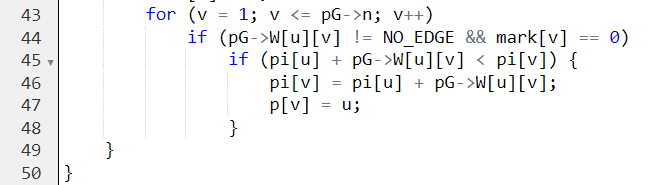 43 for (v = 1; v <= pG->n; v++)
44 if (pG->W[u][v] != NO_EDGE && mark[v] == 0)
45 if (pi[u] + pG->W[u][v] < pi[v]) {
46 pi[v] = pi[u] + pG->W[u][v];
47 p[v] = u;
48 }
49 }
50 }